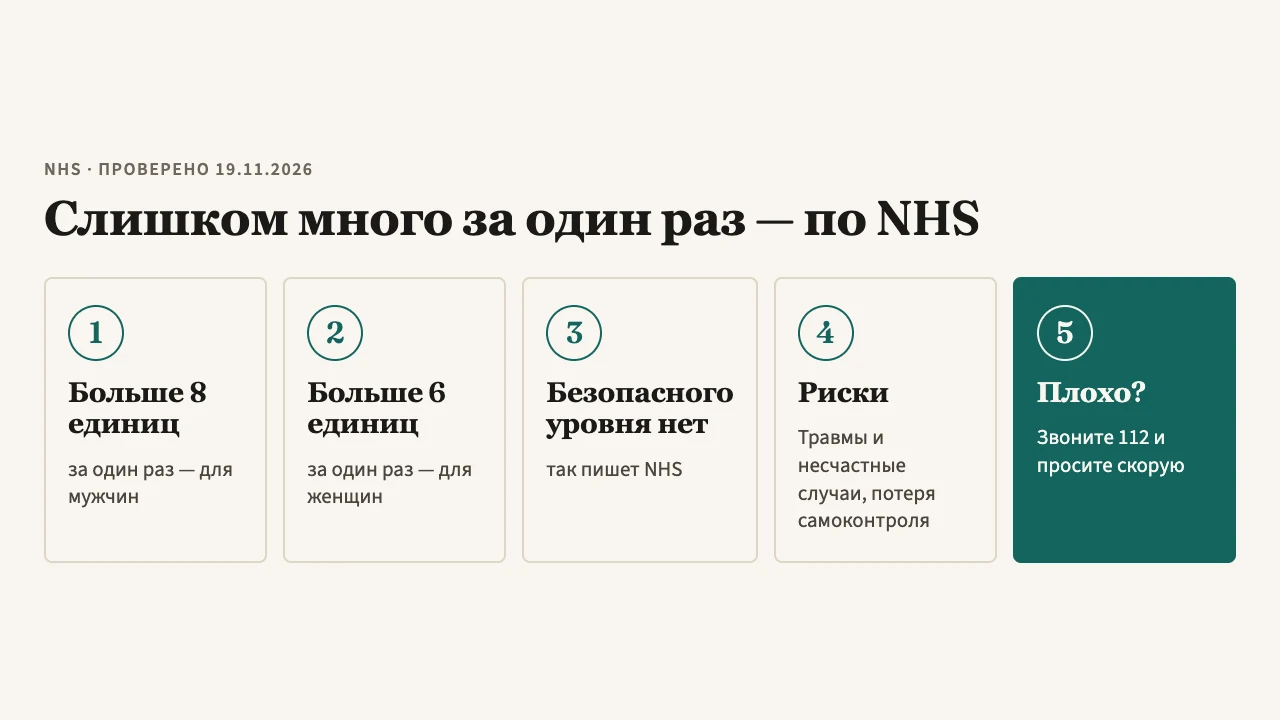 NHS · ПРОВЕРЕНО 19.11.2026
Слишком много за один раз — по NHS
1
Больше 8
единиц
за один раз — для
мужчин
2
Больше 6
единиц
за один раз — для
женщин
3
Безопасного
уровня нет
так пишет NHS
4
Риски
Травмы и
несчастные
случаи, потеря
самоконтроля
5
Плохо?
Звоните 112 и
просите скорую